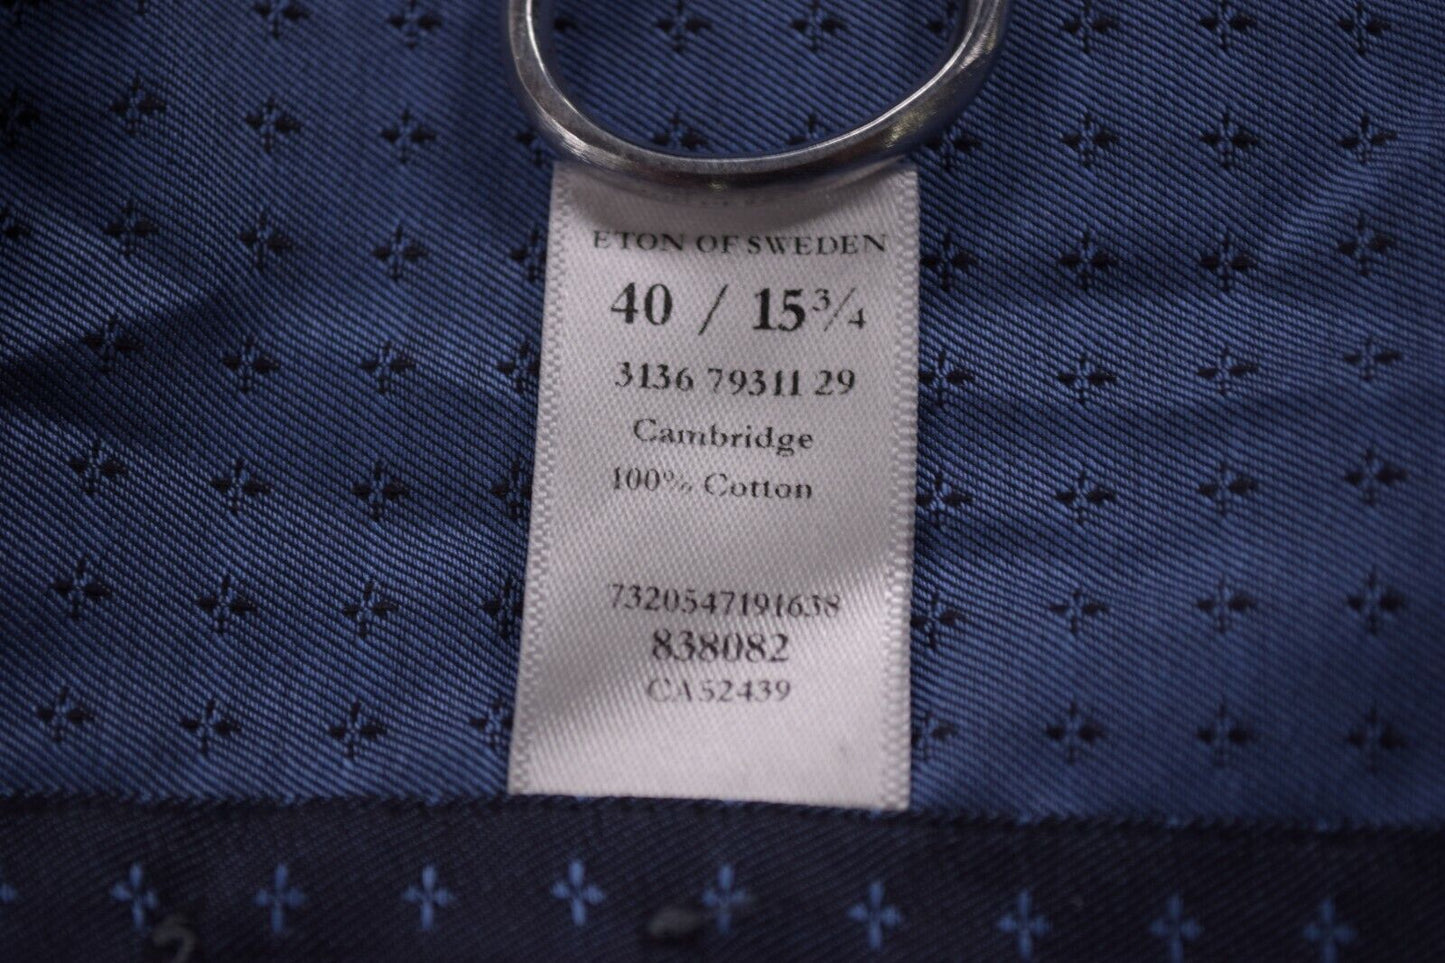 ETON OF SWEDEN
40 / 15¾
3136 79311 29
Cambridge
100% Cotton
7320547191638
838082
CA52439